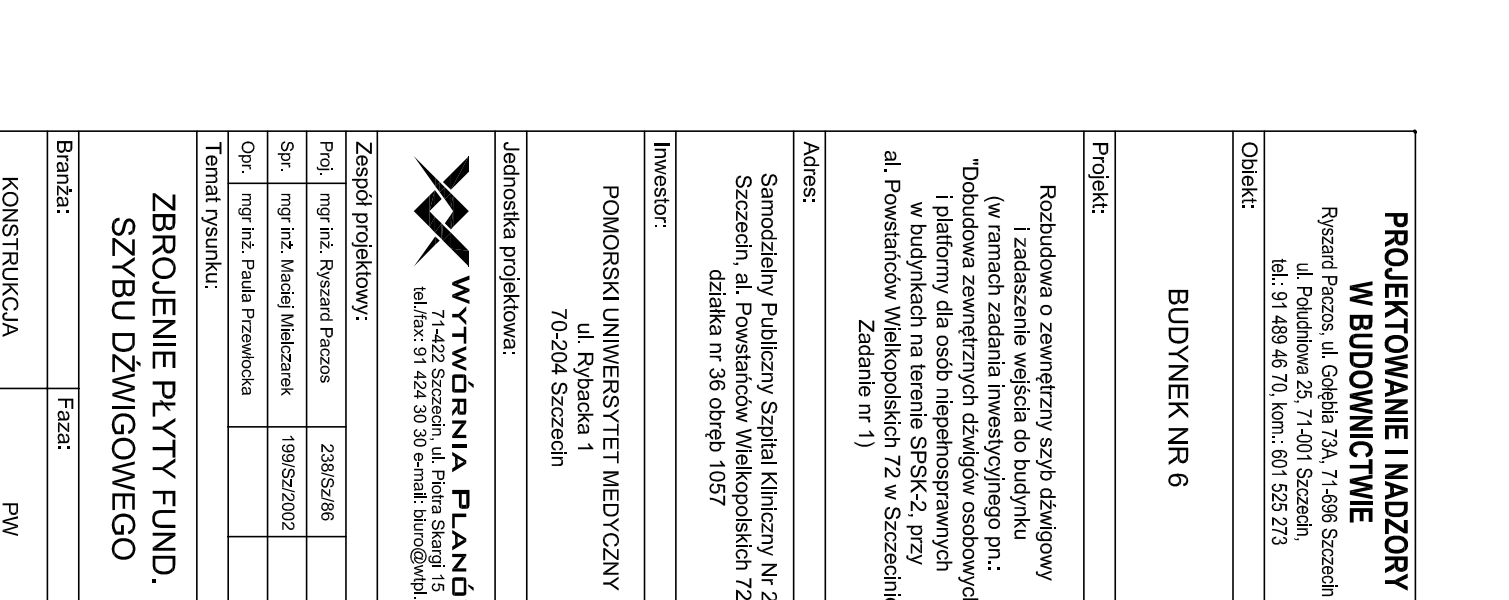 PROJEKTOWANIE I NADZORY
W BUDOWNICTWIE
Ryszard Paczos, ul. Gołębia 73A, 71-696 Szczecin
ul. Południowa 25, 71-001 Szczecin,
tel.: 91 489 46 70, kom.: 601 525 273
Obiekt:
BUDYNEK NR 6
Projekt:
Rozbudowa o zewnętrzny szyb dźwigowy
i zadaszenie wejścia do budynku
(w ramach zadania inwestycyjnego pn.:
"Dobudowa zewnętrznych dźwigów osobowych
i platformy dla osób niepełnosprawnych
w budynkach na terenie SPSK-2, przy
al. Powstańców Wielkopolskich 72 w Szczecinie
Zadanie nr 1)
Adres:
Samodzielny Publiczny Szpital Kliniczny Nr 2
Szczecin, al. Powstańców Wielkopolskich 72
działka nr 36 obręb 1057
Inwestor:
POMORSKI UNIWERSYTET MEDYCZNY
ul. Rybacka 1
70-204 Szczecin
Jednostka projektowa:
WYTWÓRNIA PLANÓ
71-422 Szczecin, ul. Piotra Skargi 15
tel./fax: 91 424 30 30 e-mail: biuro@wtpl.
Zespół projektowy:
Proj. mgr inż. Ryszard Paczos 238/Sz/86
Spr. mgr inż. Maciej Mielczarek 199/Sz/2002
Opr. mgr inż. Paula Przewłocka
Temat rysunku:
ZBROJENIE PŁYTY FUND.
SZYBU DŹWIGOWEGO
Branża: Faza:
KONSTRUKCJA PW